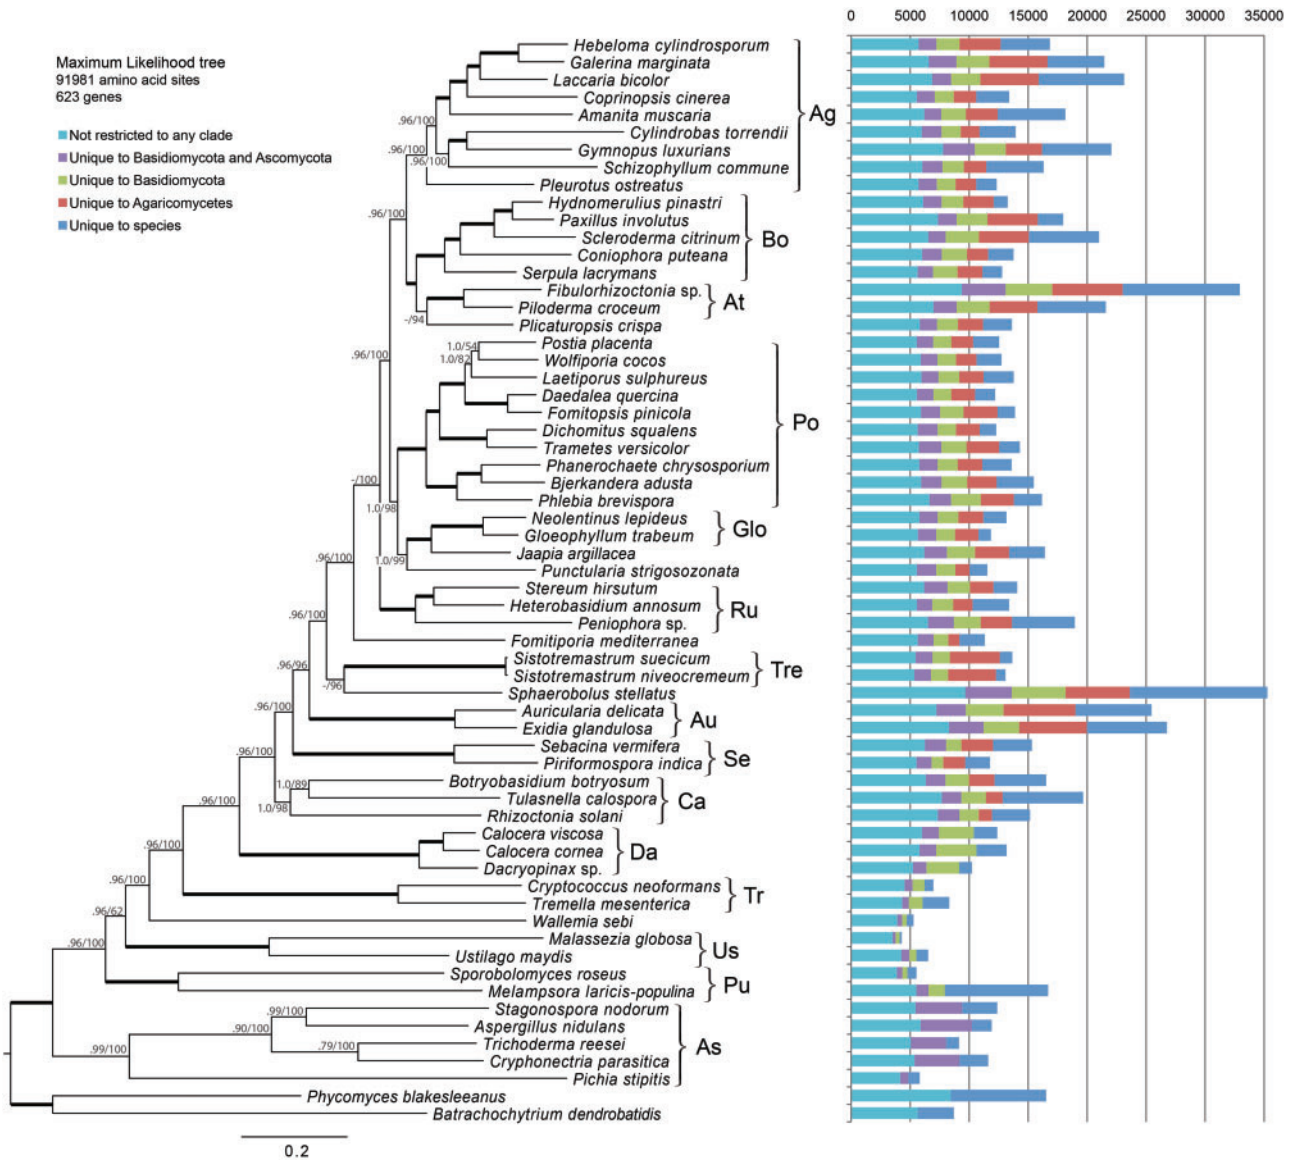 0 5000 10000 15000 20000 25000 30000 35000
Maximum Likelihood tree
91981 amino acid sites
623 genes
Not restricted to any clade
Unique to Basidiomycota and Ascomycota
Unique to Basidiomycota
Unique to Agaricomycetes
Unique to species
Hebeloma cylindrosporum
Galerina marginata
Laccaria bicolor
Coprinopsis cinerea
Amanita muscaria
Ag
.96/100
Cylindrobas torrendii
.96/100
Gymnopus luxurians
.96/100
Schizophyllum commune
Pleurotus ostreatus
Hydnomerulius pinastri
.96/100
Paxillus involutus
Scleroderma citrinum
Bo
Coniophora puteana
Serpula lacrymans
Fibulorhizoctonia sp.
At
Piloderma croceum
-/94
Plicaturopsis crispa
1.0/54
Postia placenta
.96/100
1.0/82
Wolfiporia cocos
Laetiporus sulphureus
Daedalea quercina
Fomitopsis pinicola
Po
Dichomitus squalens
Trametes versicolor
Phanerochaete chrysosporium
-/100
Bjerkandera adusta
Phlebia brevispora
1.0/98
Neolentinus lepideus
Glo
Gloeophyllum trabeum
.96/100
Jaapia argillacea
1.0/99
Punctularia strigosozonata
Stereum hirsutum
Heterobasidium annosum
Ru
.96/100
Peniophora sp.
Fomitiporia mediterranea
Sistotremastrum suecicum
Tre
.96/96
Sistotremastrum niveocremeum
-/96
Sphaerobolus stellatus
.96/100
Auricularia delicata
Au
Exidia glandulosa
Sebacina vermifera
.96/100
Se
Piriformospora indica
1.0/89
Botryobasidium botryosum
Tulasnella calospora
Ca
.96/100
1.0/98
Rhizoctonia solani
Calocera viscosa
.96/100
Calocera cornea
Da
Dacryopinax sp.
.96/100
Cryptococcus neoformans
Tr
Tremella mesenterica
.96/62
Wallemia sebi
Malassezia globosa
.96/100
Us
Ustilago maydis
Sporobolomyces roseus
Pu
Melampsora laricis-populina
.99/100
Stagonospora nodorum
.90/100
Aspergillus nidulans
.99/100
.79/100
Trichoderma reesei
As
Cryphonectria parasitica
Pichia stipitis
Phycomyces blakesleeanus
Batrachochytrium dendrobatidis
0.2